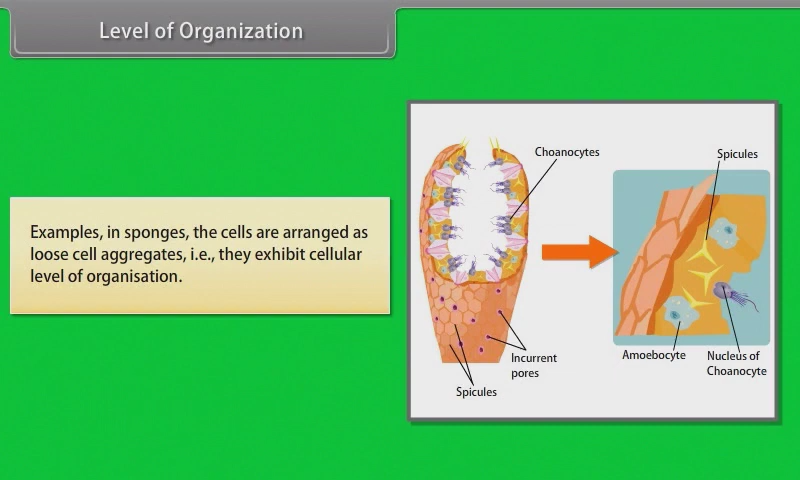 Level of Organization
Examples, in sponges, the cells are arranged as
loose cell aggregates, i.e., they exhibit cellular
level of organisation.
Choanocytes
Spicules
Incurrent
pores
Spicules
Amoebocyte
Nucleus of
Choanocyte